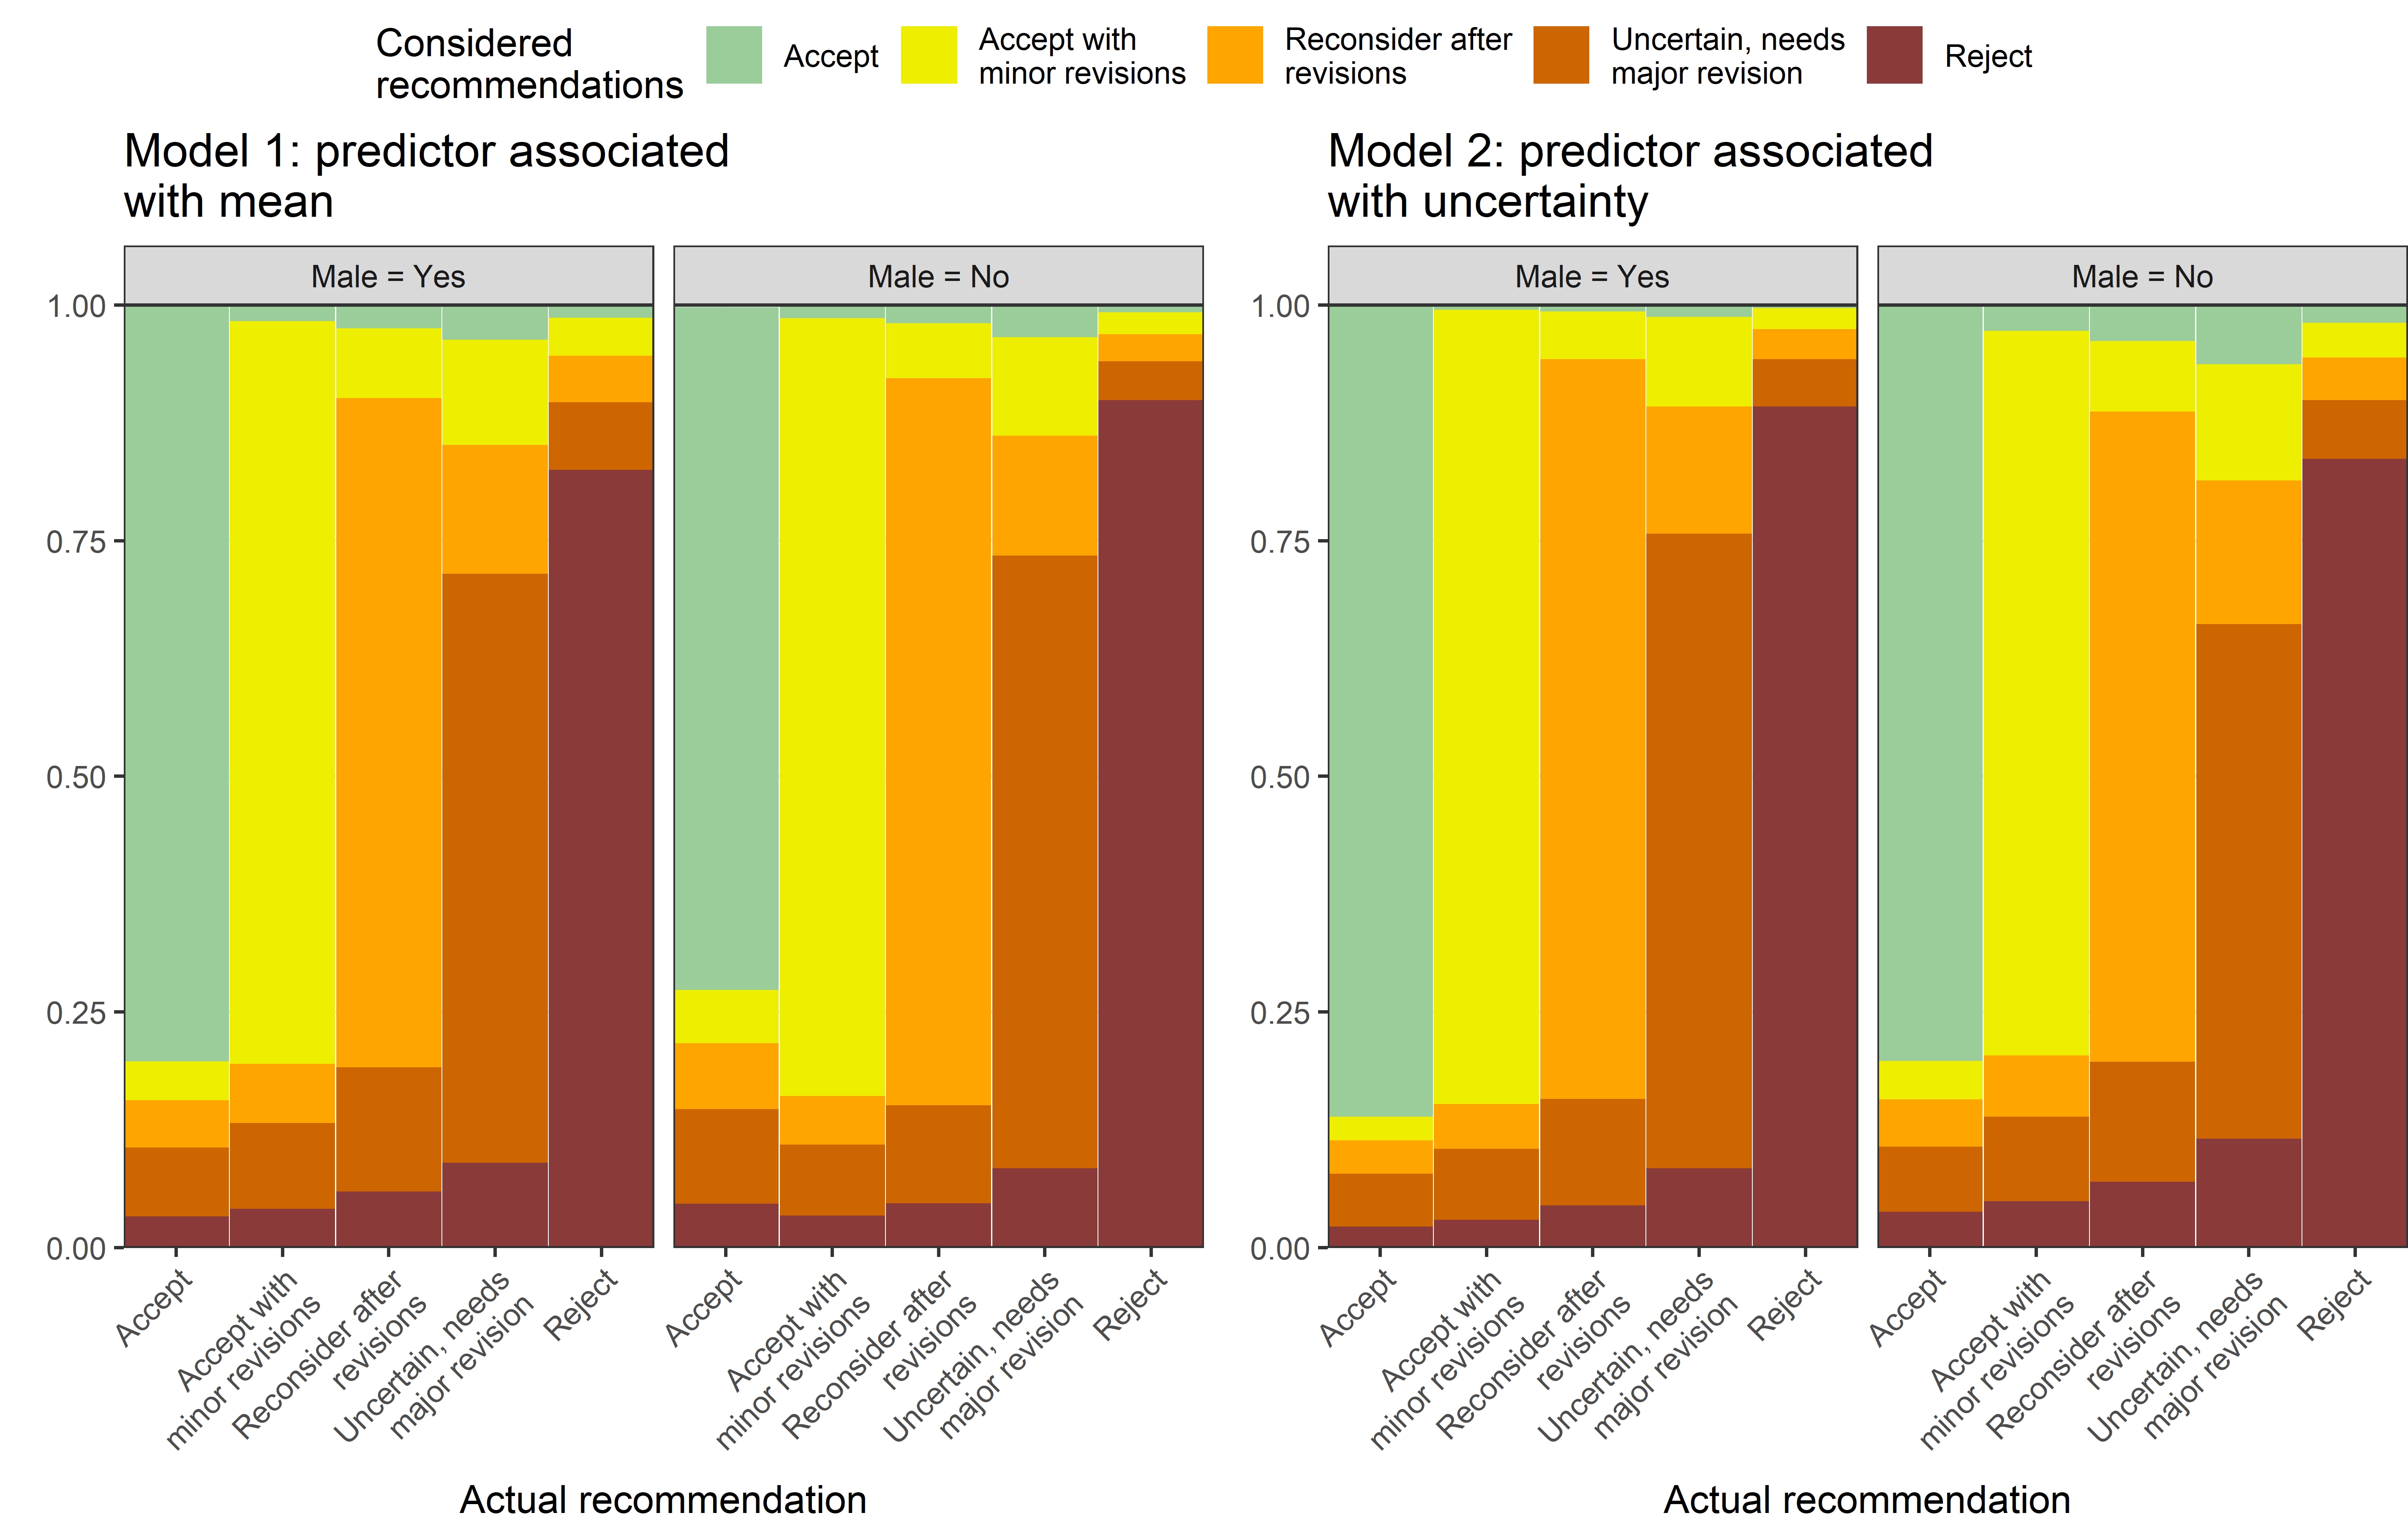 Considered
recommendations
Accept
Accept with
minor revisions
Reconsider after
revisions
Uncertain, needs
major revision
Reject
Model 1: predictor associated
with mean
Model 2: predictor associated
with uncertainty
Male = Yes
Male = No
Male = Yes
Male = No
1.00
0.75
0.50
0.25
0.00
1.00
0.75
0.50
0.25
0.00
Accept
Accept with
minor revisions
Reconsider after
revisions
Uncertain, needs
major revision
Reject
Accept
Accept with
minor revisions
Reconsider after
revisions
Uncertain, needs
major revision
Reject
Accept
Accept with
minor revisions
Reconsider after
revisions
Uncertain, needs
major revision
Reject
Accept
Accept with
minor revisions
Reconsider after
revisions
Uncertain, needs
major revision
Reject
Actual recommendation
Actual recommendation